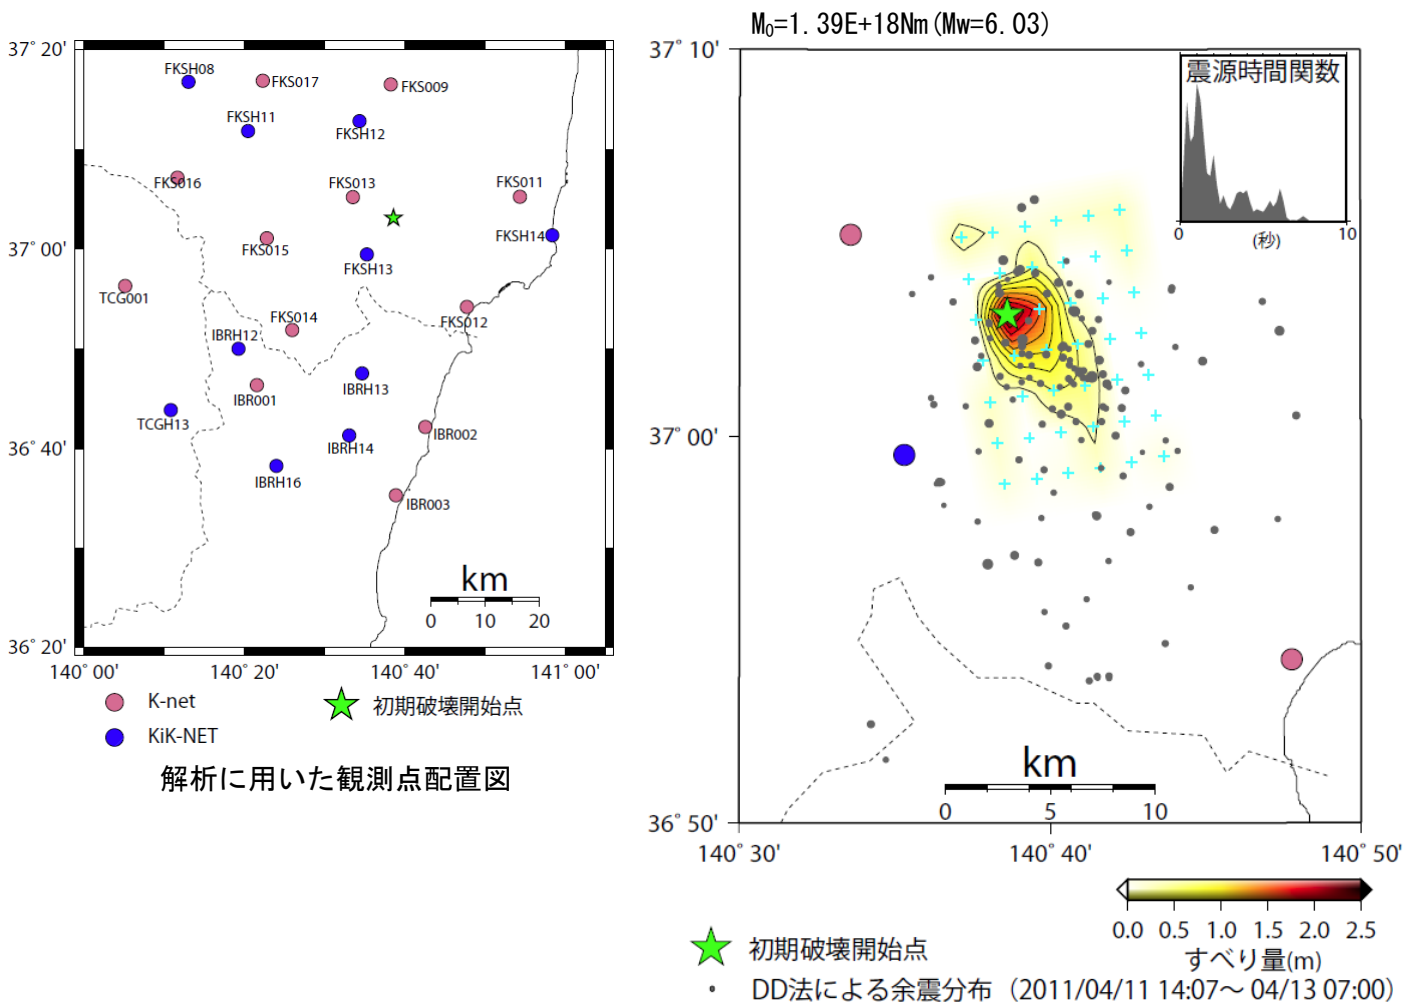 M₀=1.39E+18Nm(Mw=6.03)
37˚ 20'
37˚ 00'
36˚ 40'
36˚ 20'
140˚ 00'
140˚ 20'
140˚ 40'
141˚ 00'
FKSH08
FKS017
FKS009
FKSH11
FKSH12
FKS016
FKS013
FKS011
FKS015
FKSH13
FKSH14
TCG001
FKS014
FKS012
IBRH12
IBR001
IBRH13
TCGH13
IBR002
IBRH14
IBRH16
IBR003
km
0 10 20
K-net
KiK-NET
初期破壊開始点
解析に用いた観測点配置図
37˚ 10'
37˚ 00'
36˚ 50'
140˚ 30'
140˚ 40'
140˚ 50'
震源時間関数
0 10
(秒)
km
0 5 10
0.0 0.5 1.0 1.5 2.0 2.5
すべり量(m)
初期破壊開始点
DD法による余震分布（2011/04/11 14:07～ 04/13 07:00）